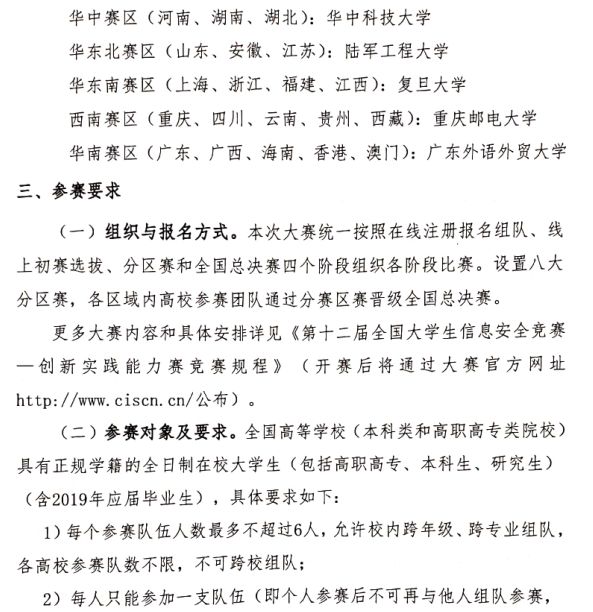 华中赛区（河南、湖南、湖北）：华中科技大学
华东北赛区（山东、安徽、江苏）：陆军工程大学
华东南赛区（上海、浙江、福建、江西）：复旦大学
西南赛区（重庆、四川、云南、贵州、西藏）：重庆邮电大学
华南赛区（广东、广西、海南、香港、澳门）：广东外语外贸大学
三、参赛要求
（一）组织与报名方式。本次大赛统一按照在线注册报名组队、线
上初赛选拔、分区赛和全国总决赛四个阶段组织各阶段比赛。设置八大
分区赛，各区域内高校参赛团队通过分赛区赛晋级全国总决赛。
更多大赛内容和具体安排详见《第十二届全国大学生信息安全竞赛
—创新实践能力赛竞赛规程》（开赛后将通过大赛官方网址
http://www.ciscn.cn/公布）。
（二）参赛对象及要求。全国高等学校（本科类和高职高专类院校）
具有正规学籍的全日制在校大学生（包括高职高专、本科生、研究生）
（含2019年应届毕业生），具体要求如下：
1)每个参赛队伍人数最多不超过6人，允许校内跨年级、跨专业组队，
各高校参赛队数不限，不可跨校组队；
2）每人只能参加一支队伍（即个人参赛后不可再与他人组队参赛，